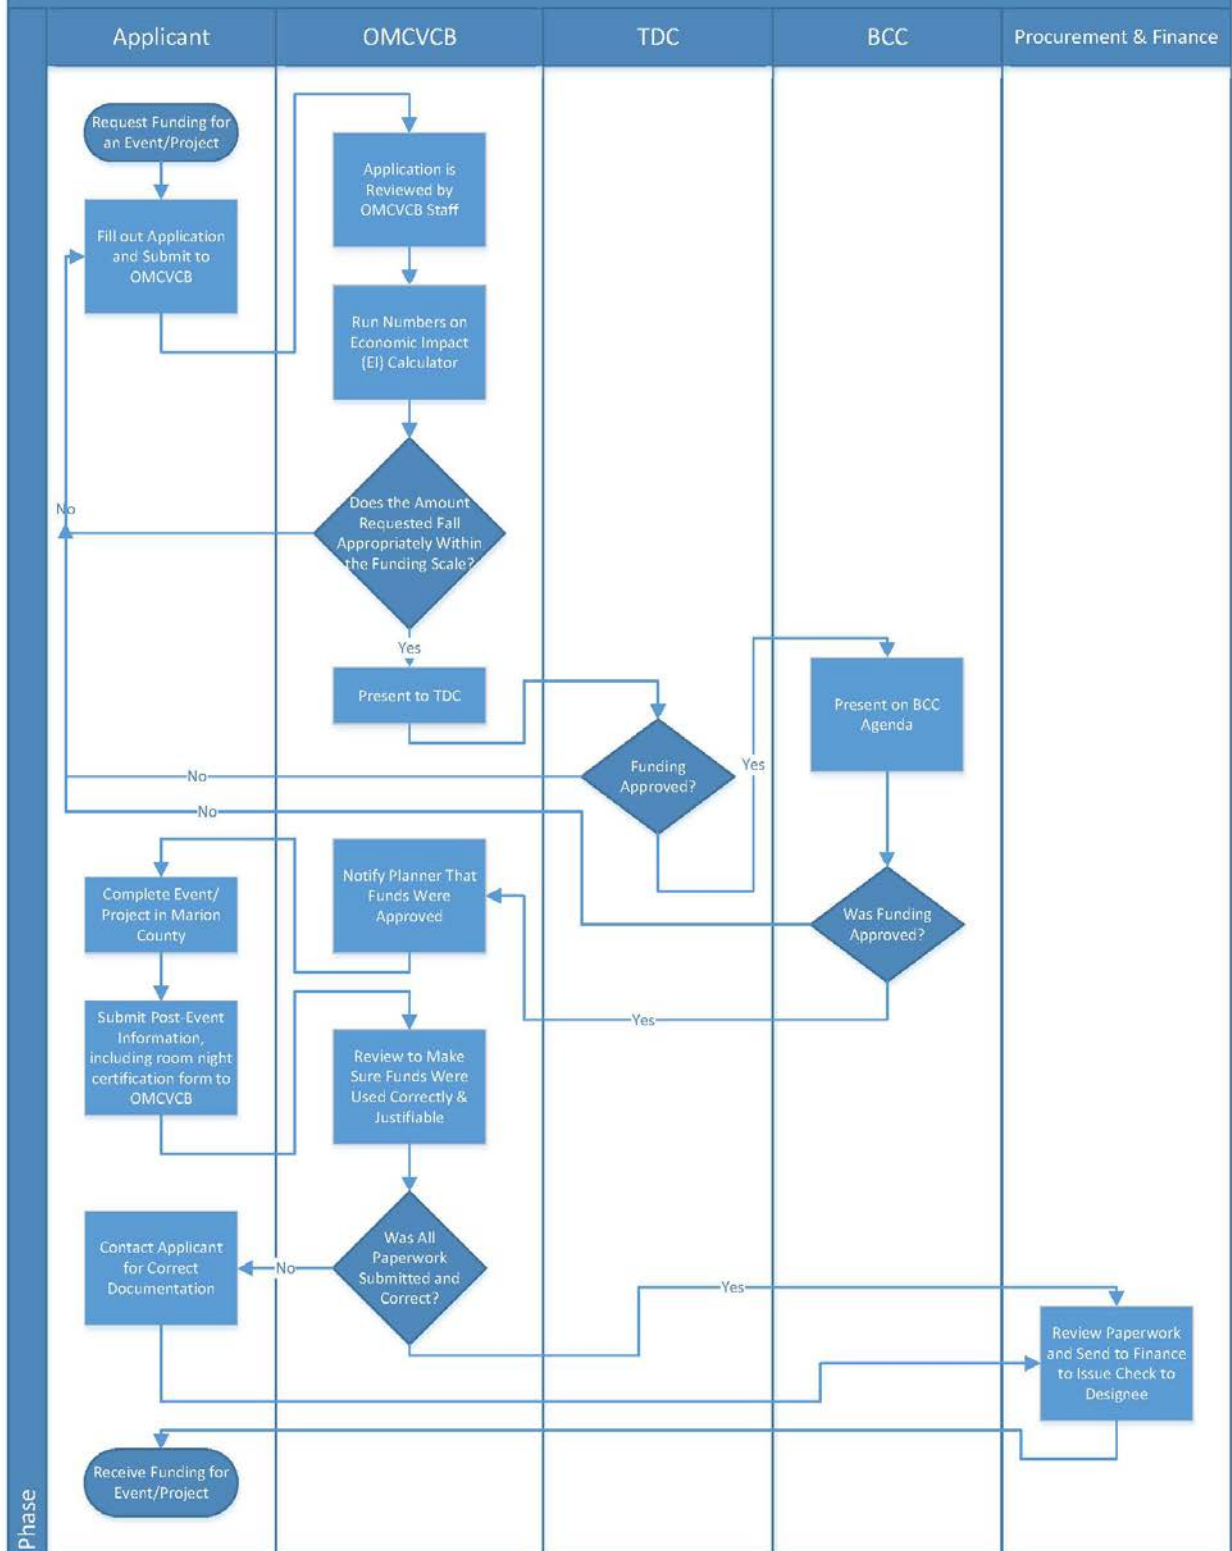 Applicant
OMCVCB
TDC
BCC
Procurement & Finance
Request Funding for
an Event/Project
Fill out Application
and Submit to
OMCVCB
Application is
Reviewed by
OMCVCB Staff
Run Numbers on
Economic Impact
(EI) Calculator
No
Does the Amount
Requested Fall
Appropriately Within
the Funding Scale?
Yes
Present to TDC
Funding
Approved?
No
Yes
Present on BCC
Agenda
No
Was Funding
Approved?
Yes
Notify Planner That
Funds Were
Approved
Complete Event/
Project in Marion
County
Submit Post-Event
Information,
including room night
certification form to
OMCVCB
Review to Make
Sure Funds Were
Used Correctly &
Justifiable
Was All
Paperwork
Submitted and
Correct?
No
Contact Applicant
for Correct
Documentation
Yes
Review Paperwork
and Send to Finance
to Issue Check to
Designee
Receive Funding for
Event/Project
Phase